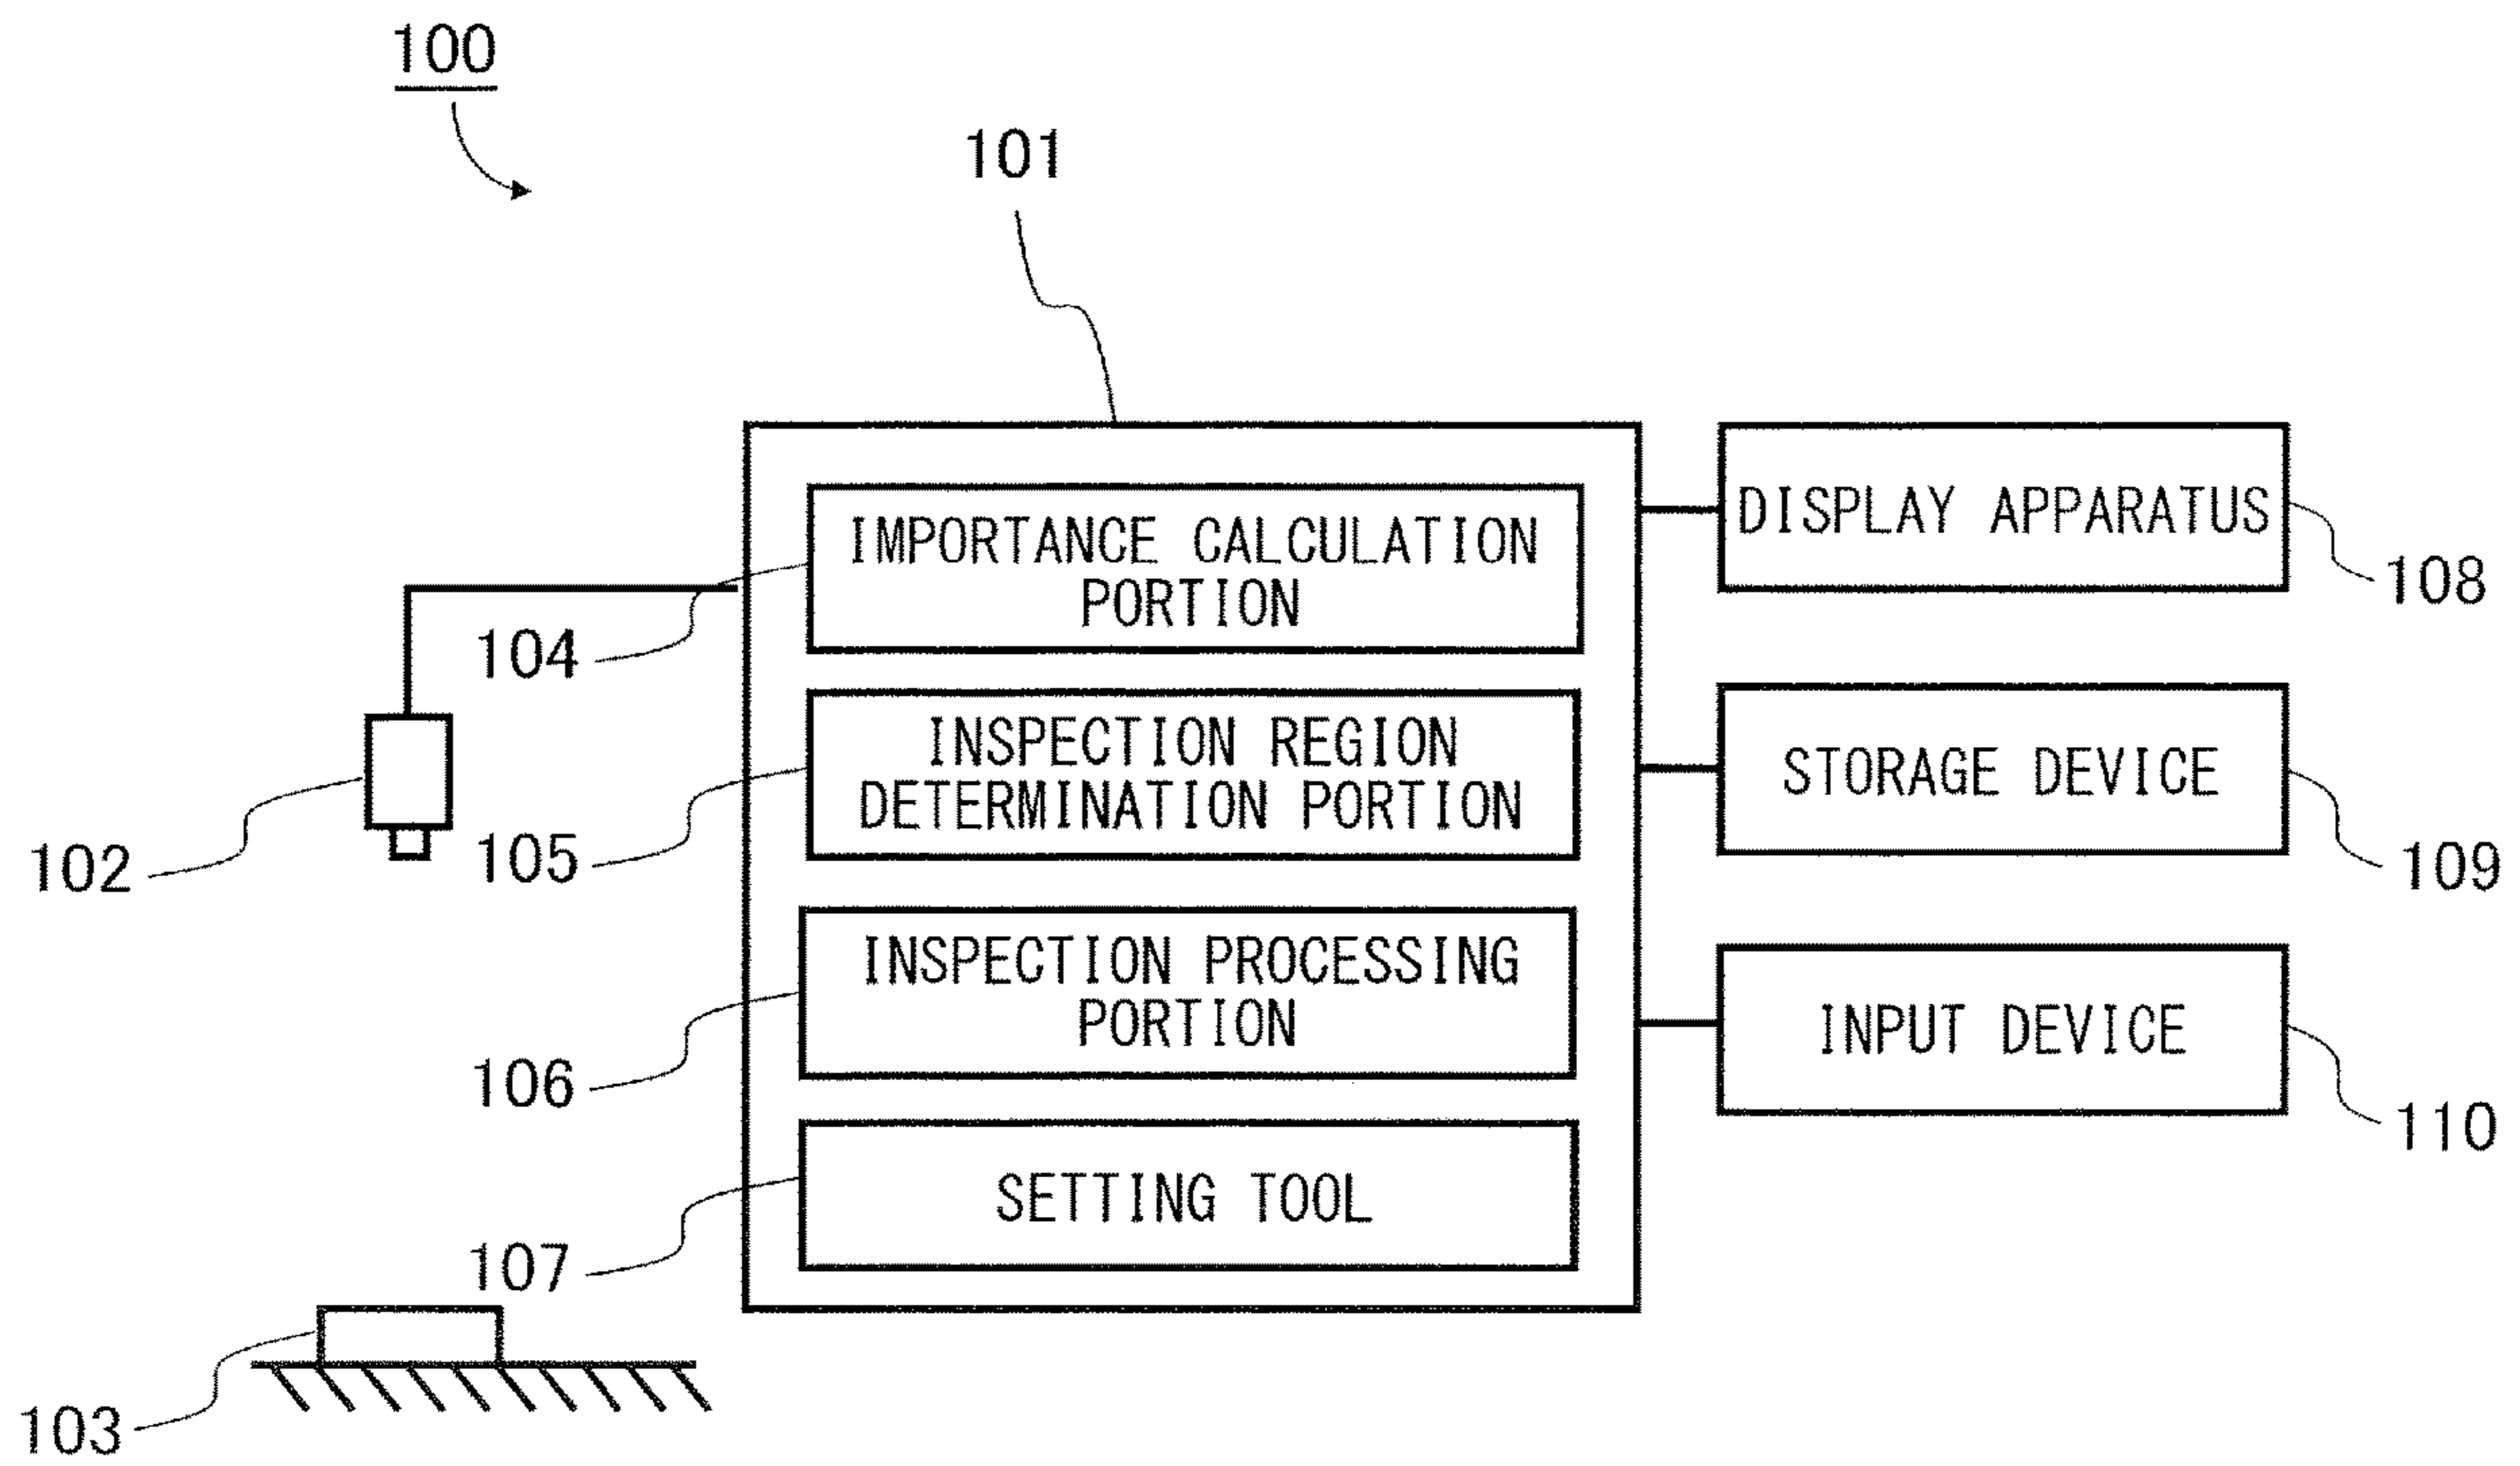 100
101
IMPORTANCE CALCULATION
PORTION
DISPLAY APPARATUS
108
104
INSPECTION REGION
DETERMINATION PORTION
STORAGE DEVICE
102
105
109
INSPECTION PROCESSING
PORTION
INPUT DEVICE
106
110
SETTING TOOL
107
103